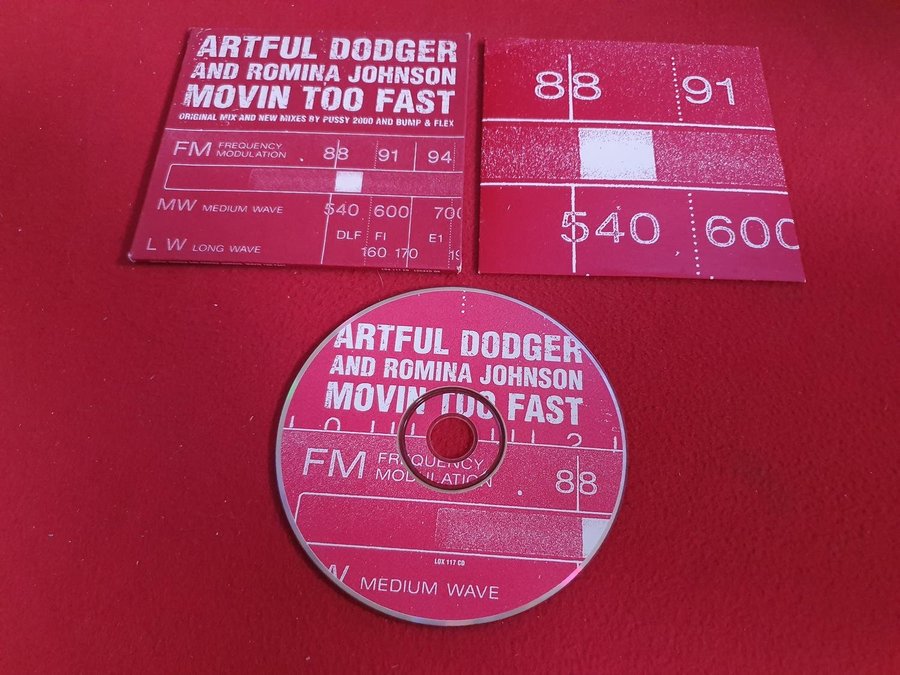 ARTFUL DODGER
AND ROMINA JOHNSON
MOVIN TOO FAST
ORIGINAL MIX AND NEW MIXES BY PUSSY 2000 AND BUMP & FLEX
FM FREQUENCY MODULATION 88 91 94
MW MEDIUM WAVE 540 600 700
DLF FI E1
LW LONG WAVE 160 170
88 91
540 600
ARTFUL DODGER
AND ROMINA JOHNSON
MOVIN TOO FAST
0 2
FM FREQUENCY MODULATION 88
LOX 117 CD
MEDIUM WAVE